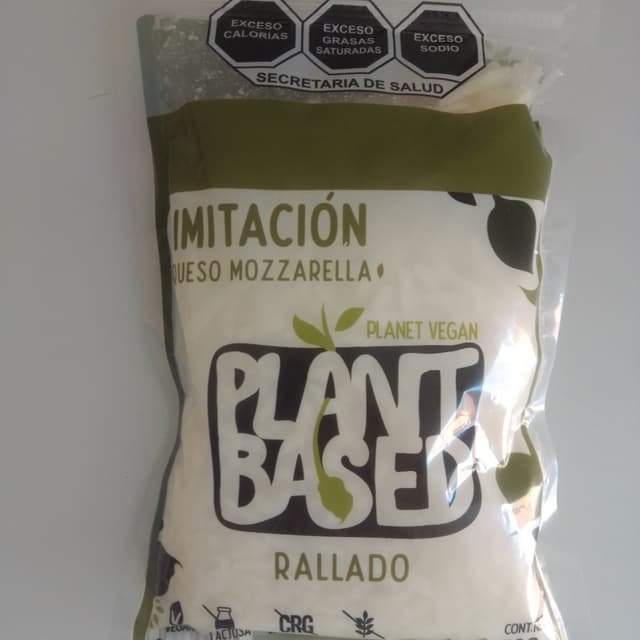 EXCESO
CALORÍAS
EXCESO
GRASAS
SATURADAS
EXCESO
SODIO
SECRETARIA DE SALUD
IMITACIÓN
QUESO MOZZARELLA
PLANET VEGAN
PLANT
BASED
RALLADO
LACTOSA
CRG